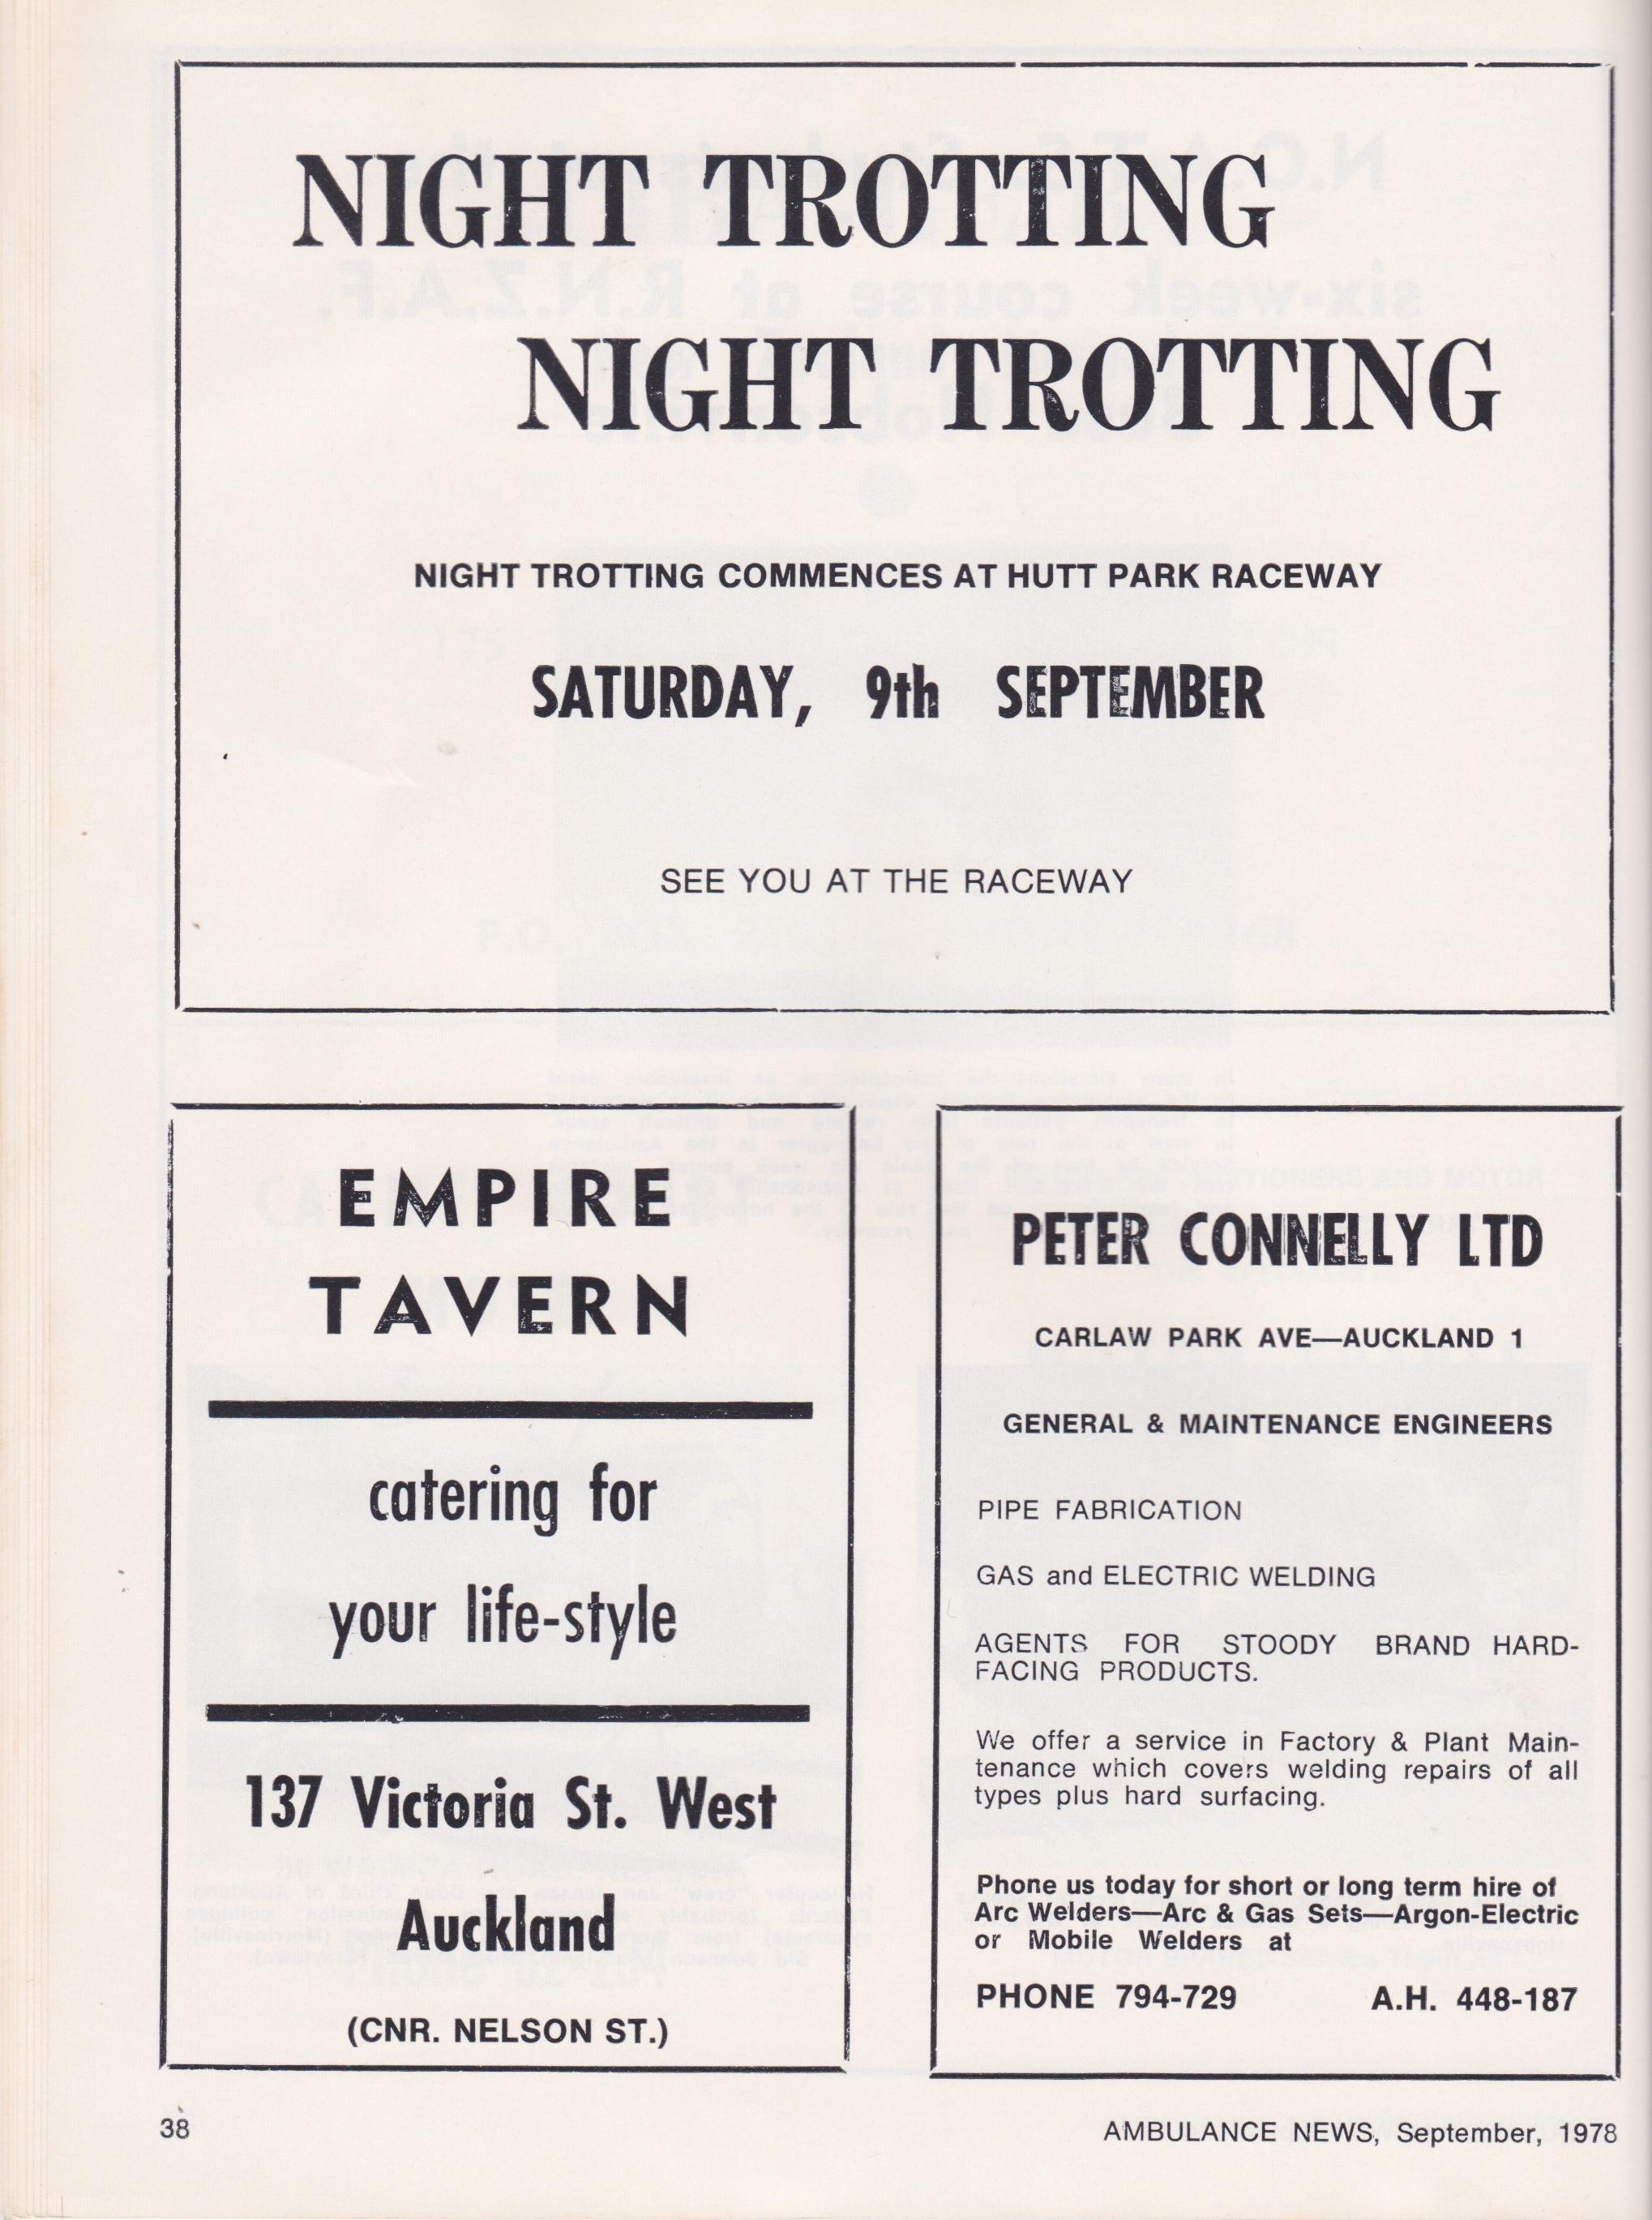 NIGHT TROTTING
NIGHT TROTTING
NIGHT TROTTING COMMENCES AT HUTT PARK RACEWAY
SATURDAY, 9th SEPTEMBER
SEE YOU AT THE RACEWAY
EMPIRE
TAVERN
catering for
your life-style
137 Victoria St. West
Auckland
(CNR. NELSON ST.)
PETER CONNELLY LTD
CARLAW PARK AVE—AUCKLAND 1
GENERAL & MAINTENANCE ENGINEERS
PIPE FABRICATION
GAS and ELECTRIC WELDING
AGENTS FOR STOODY BRAND HARD-
FACING PRODUCTS.
We offer a service in Factory & Plant Main-
tenance which covers welding repairs of all
types plus hard surfacing.
Phone us today for short or long term hire of
Arc Welders—Arc & Gas Sets—Argon-Electric
or Mobile Welders at
PHONE 794-729 A.H. 448-187
38
AMBULANCE NEWS, September, 1978